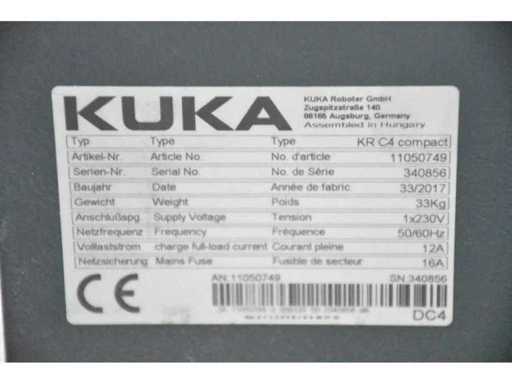 KUKA
KUKA Roboter GmbH
Zugspitzstraße 140
86165 Augsburg, Germany
Assembled in Hungary
Typ Type Type KR C4 compact
Artikel-Nr. Article No. No. d'article 11050749
Serien-Nr. Serial No. No. de Série 340856
Baujahr Date Année de fabric. 33/2017
Gewicht Weight Poids 33Kg
Anschlußspg. Supply Voltage Tension 1x230V
Netzfrequenz Frequency Fréquence 50/60Hz
Volllaststrom charge full-load current Courant pleine 12A
Netzsicherung Mains Fuse Fusible de secteur 16A
AN:11050749 SN:340856
CE
DC4